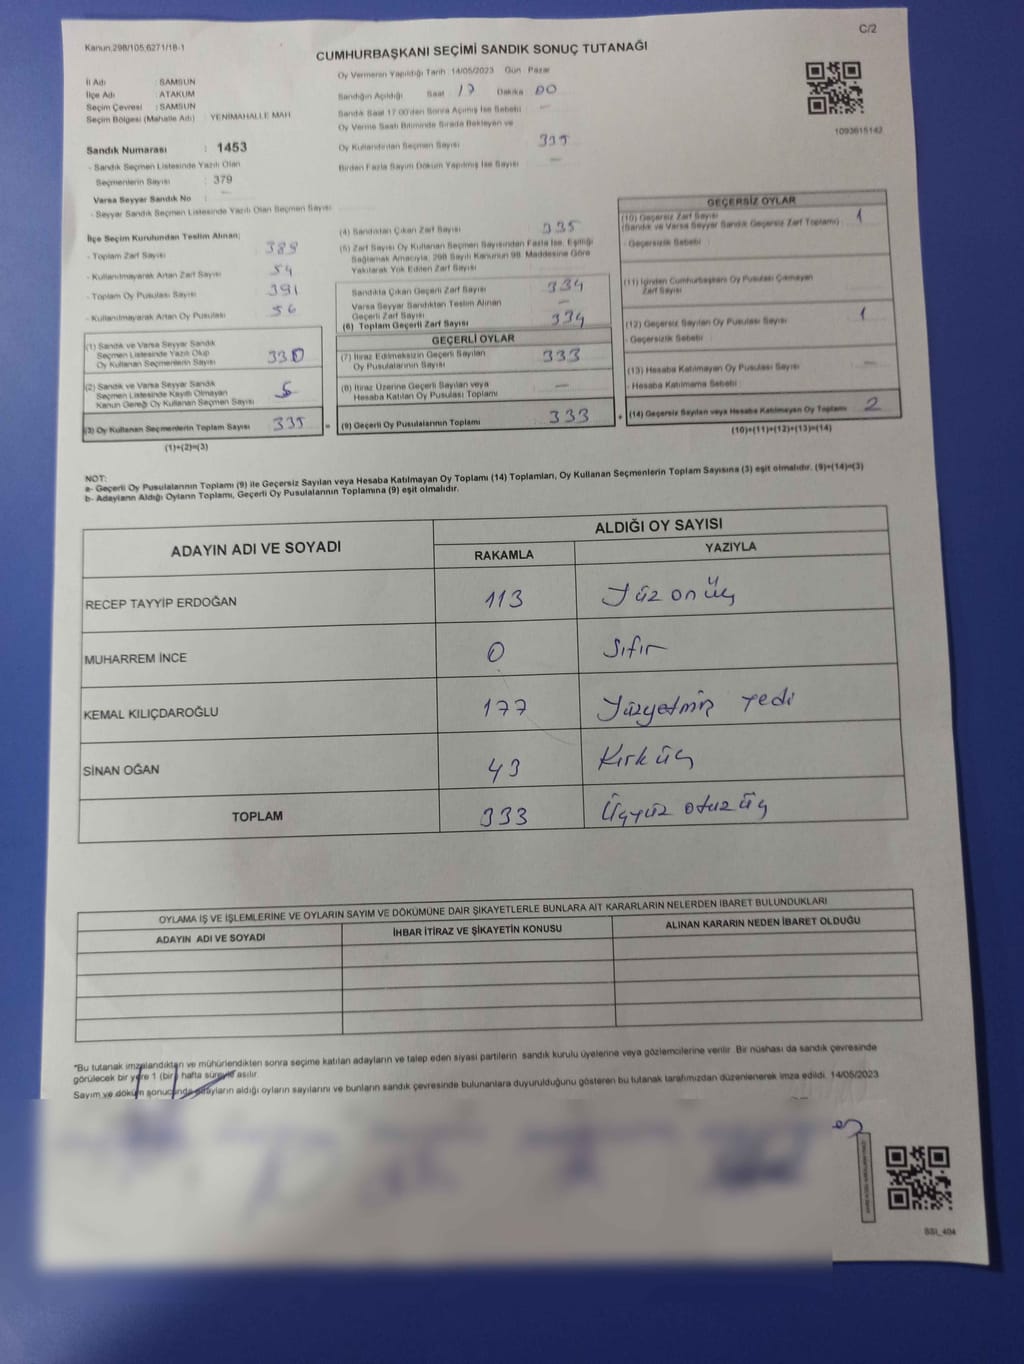 Kanun:298/105,6271/18-1
C/2
CUMHURBAŞKANI SEÇİMİ SANDIK SONUÇ TUTANAĞI
İl Adı : SAMSUN
İlçe Adı : ATAKUM
Seçim Çevresi : SAMSUN
Seçim Bölgesi (Mahalle Adı) : YENİMAHALLE MAH
Oy Vermenin Yapıldığı Tarih :14/05/2023 Gün : Pazar
Sandığın Açıldığı Saat 17 Dakika 00
Sandık Saat 17:00'den Sonra Açılmış İse Sebebi : —
Oy Verme Saati Bitiminde Sırada Bekleyen ve
Oy Kullandırılan Seçmen Sayısı 335
Birden Fazla Sayım Döküm Yapılmış İse Sayısı —
1093615142
Sandık Numarası : 1453
- Sandık Seçmen Listesinde Yazılı Olan
Seçmenlerin Sayısı : 379
Varsa Seyyar Sandık No : —
- Seyyar Sandık Seçmen Listesinde Yazılı Olan Seçmen Sayısı :
İlçe Seçim Kurulundan Teslim Alınan;
- Toplam Zarf Sayısı : 389
- Kullanılmayarak Artan Zarf Sayısı : 54
- Toplam Oy Pusulası Sayısı : 391
- Kullanılmayarak Artan Oy Pusulası : 56
(1) Sandık ve Varsa Seyyar Sandık
Seçmen Listesinde Yazılı Olup
Oy Kullanan Seçmenlerin Sayısı 330
(2) Sandık ve Varsa Seyyar Sandık
Seçmen Listesinde Kayıtlı Olmayan
Kanun Gereği Oy Kullanan Seçmen Sayısı 5
(3) Oy Kullanan Seçmenlerin Toplam Sayısı 335
(1)+(2)=(3)
(4) Sandıktan Çıkan Zarf Sayısı : 335
(5) Zarf Sayısı Oy Kullanan Seçmen Sayısından Fazla İse, Eşitliği
Sağlamak Amacıyla, 298 Sayılı Kanunun 98. Maddesine Göre
Yakılarak Yok Edilen Zarf Sayısı : —
Sandıkta Çıkan Geçerli Zarf Sayısı : 334
Varsa Seyyar Sandıktan Teslim Alınan
Geçerli Zarf Sayısı : —
(6) Toplam Geçerli Zarf Sayısı 334
GEÇERLİ OYLAR
(7) İtiraz Edilmeksizin Geçerli Sayılan
Oy Pusulalarının Sayısı 333
(8) İtiraz Üzerine Geçerli Sayılan veya
Hesaba Katılan Oy Pusulası Toplamı —
= (9) Geçerli Oy Pusulalarının Toplamı 333 +
GEÇERSİZ OYLAR
(10) Geçersiz Zarf Sayısı 1
(Sandık ve Varsa Seyyar Sandık Geçersiz Zarf Toplamı) :
- Geçersizlik Sebebi :
(11) İçinden Cumhurbaşkanı Oy Pusulası Çıkmayan
Zarf Sayısı
(12) Geçersiz Sayılan Oy Pusulası Sayısı : 1
- Geçersizlik Sebebi :
(13) Hesaba Katılmayan Oy Pusulası Sayısı : —
- Hesaba Katılmama Sebebi :
(14) Geçersiz Sayılan veya Hesaba Katılmayan Oy Toplamı 2
(10)+(11)+(12)+(13)=(14)
NOT:
a- Geçerli Oy Pusulalarının Toplamı (9) ile Geçersiz Sayılan veya Hesaba Katılmayan Oy Toplamı (14) Toplamları, Oy Kullanan Seçmenlerin Toplam Sayısına (3) eşit olmalıdır. (9)+(14)=(3)
b- Adayların Aldığı Oyların Toplamı, Geçerli Oy Pusulalarının Toplamına (9) eşit olmalıdır.
ADAYIN ADI VE SOYADI ALDIĞI OY SAYISI
RAKAMLA YAZIYLA
RECEP TAYYİP ERDOĞAN 113 Yüz onüç
MUHARREM İNCE 0 Sıfır
KEMAL KILIÇDAROĞLU 177 Yüzyetmiş yedi
SİNAN OĞAN 43 Kırküç
TOPLAM 333 Üçyüz otuzüç
OYLAMA İŞ VE İŞLEMLERİNE VE OYLARIN SAYIM VE DÖKÜMÜNE DAİR ŞİKAYETLERLE BUNLARA AİT KARARLARIN NELERDEN İBARET BULUNDUKLARI
ADAYIN ADI VE SOYADI İHBAR İTİRAZ VE ŞİKAYETİN KONUSU ALINAN KARARIN NEDEN İBARET OLDUĞU
*Bu tutanak imzalandıktan ve mühürlendikten sonra seçime katılan adayların ve talep eden siyasi partilerin sandık kurulu üyelerine veya gözlemcilerine verilir. Bir nüshası da sandık çevresinde
görülecek bir yere 1 (bir) hafta süreyle asılır.
Sayım ve döküm sonucunda adayların aldığı oyların sayılarını ve bunların sandık çevresinde bulunanlara duyurulduğunu gösteren bu tutanak tarafımızdan düzenlenerek imza edildi. 14/05/2023
SSI_404